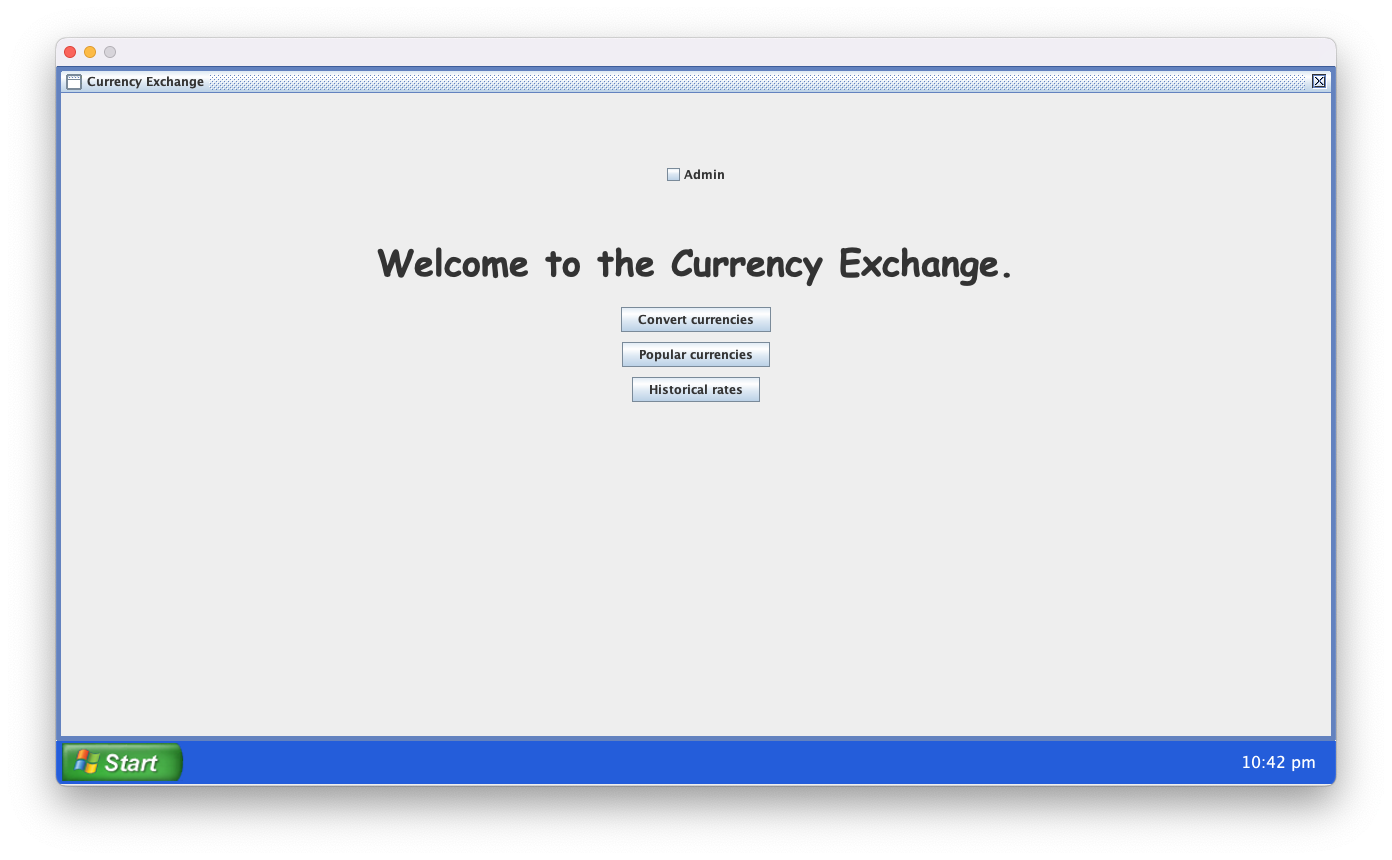 Currency Exchange
Admin
Welcome to the Currency Exchange.
Convert currencies
Popular currencies
Historical rates
Start
10:42 pm